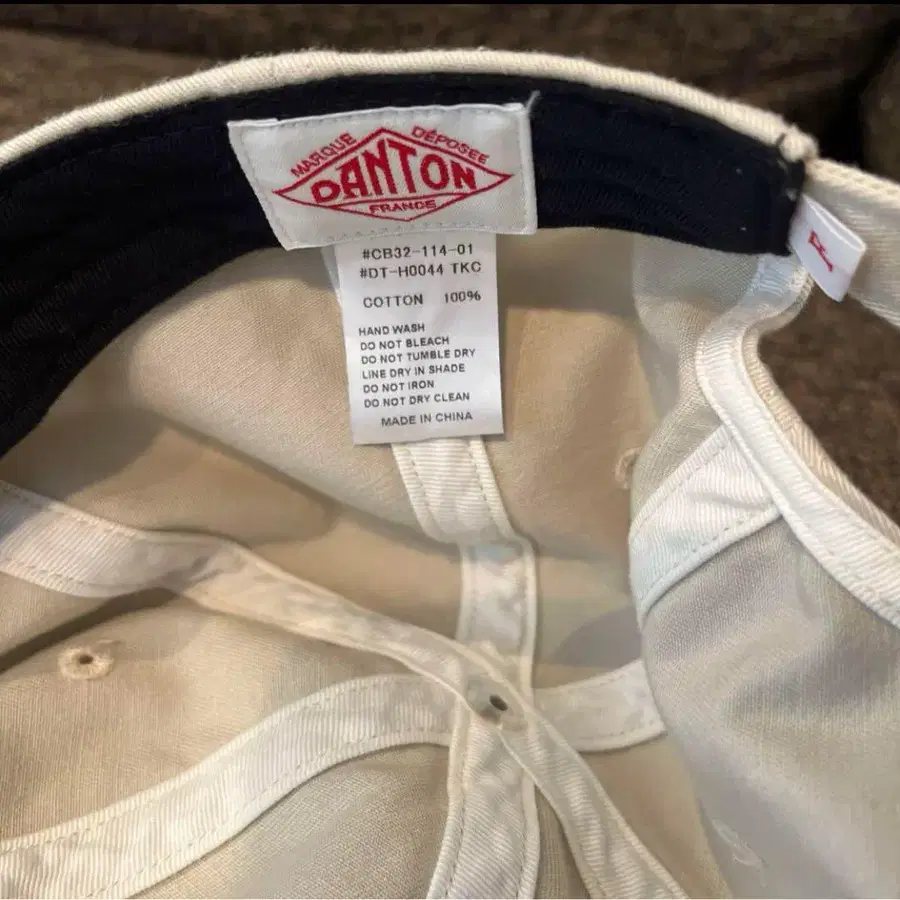 MARQUE DÉPOSÉE
DANTON
FRANCE
#CB32-114-01
#DT-H0044 TKC
COTTON 100%
HAND WASH
DO NOT BLEACH
DO NOT TUMBLE DRY
LINE DRY IN SHADE
DO NOT IRON
DO NOT DRY CLEAN
MADE IN CHINA